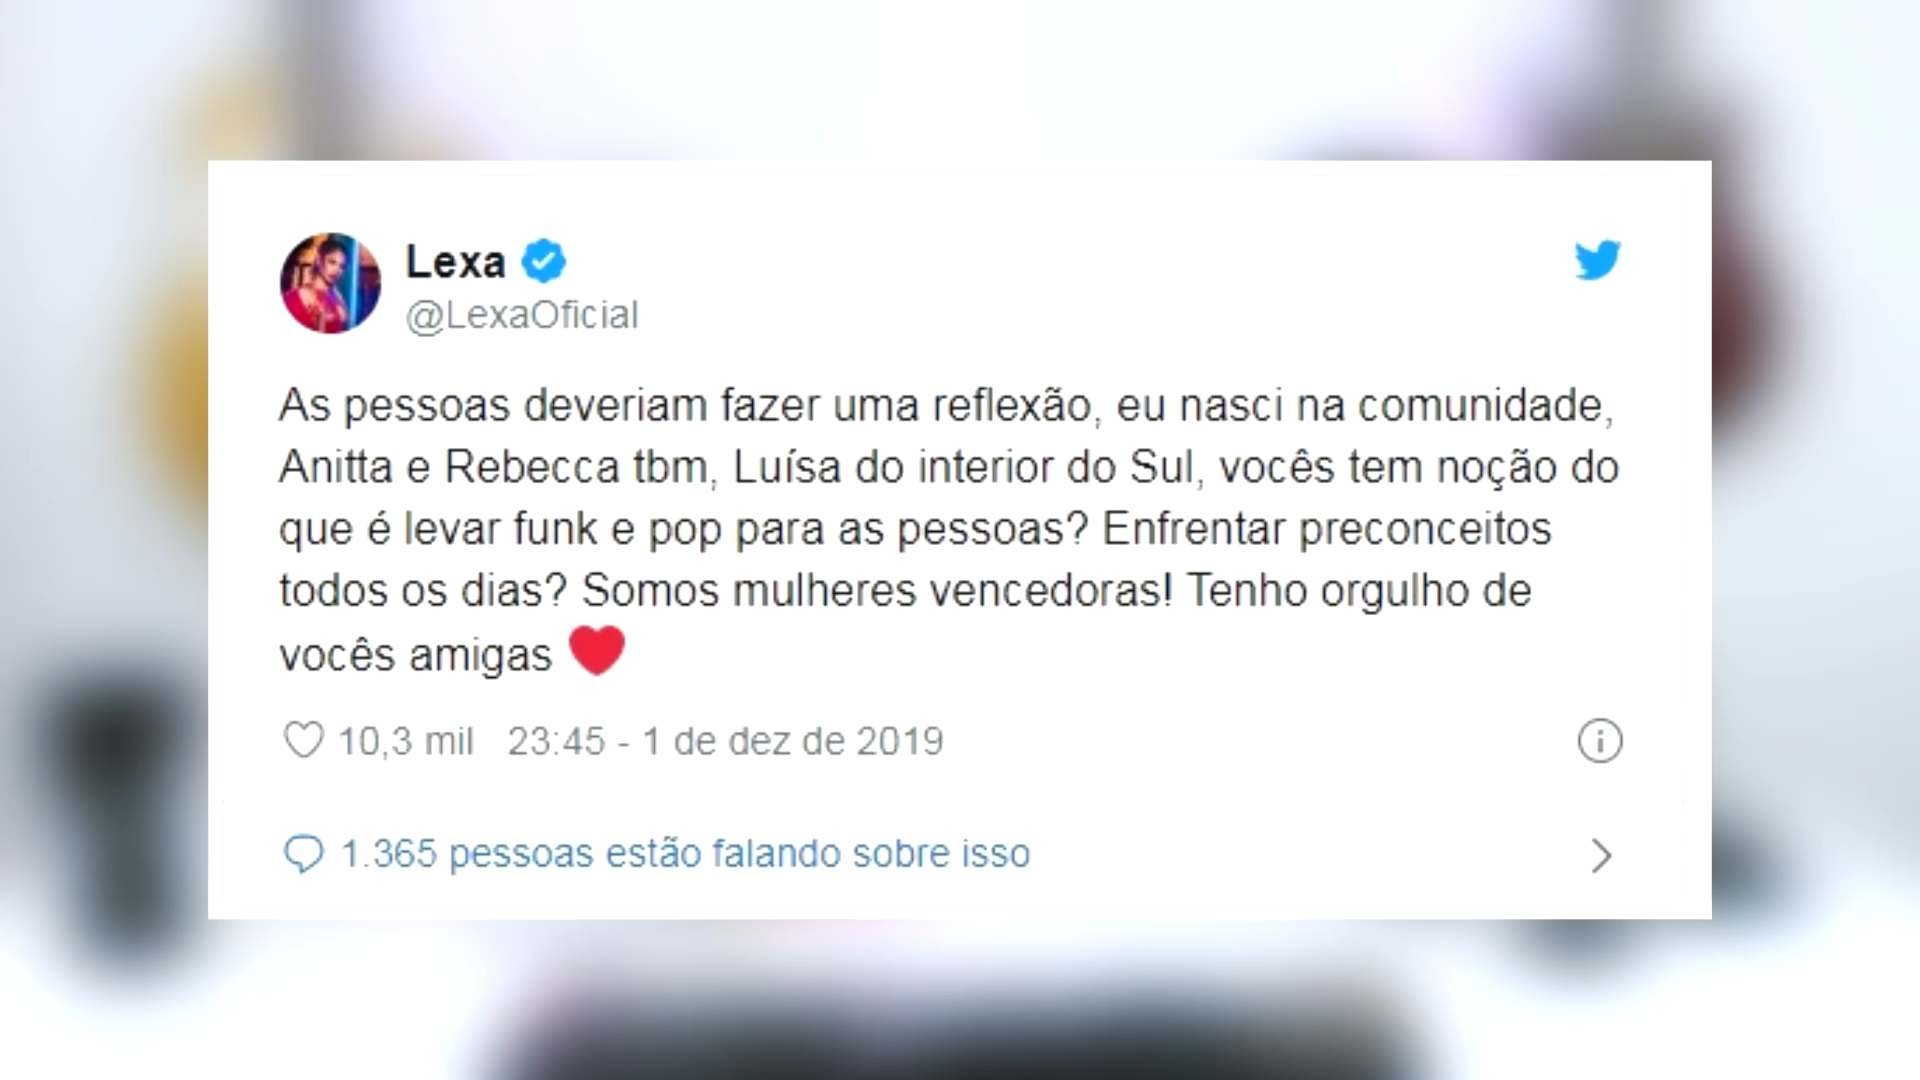 Lexa
@LexaOficial
As pessoas deveriam fazer uma reflexão, eu nasci na comunidade,
Anitta e Rebecca tbm, Luísa do interior do Sul, vocês tem noção do
que é levar funk e pop para as pessoas? Enfrentar preconceitos
todos os dias? Somos mulheres vencedoras! Tenho orgulho de
vocês amigas ❤
10,3 mil 23:45 - 1 de dez de 2019
1.365 pessoas estão falando sobre isso